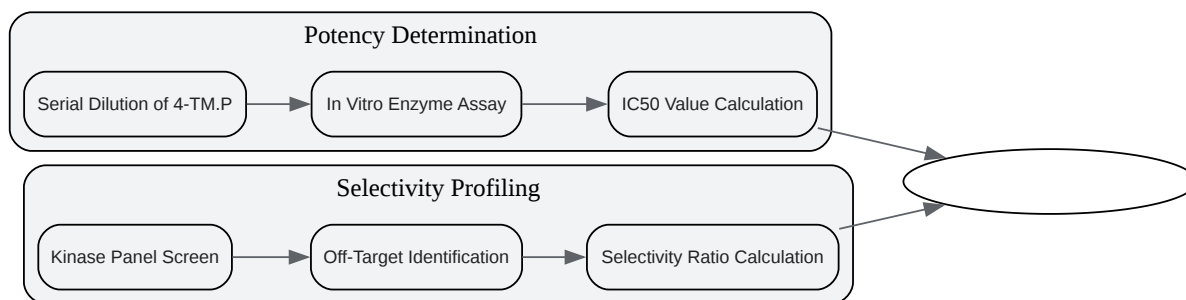 Potency Determination
Serial Dilution of 4-TM.P
In Vitro Enzyme Assay
IC50 Value Calculation
Selectivity Profiling
Kinase Panel Screen
Off-Target Identification
Selectivity Ratio Calculation